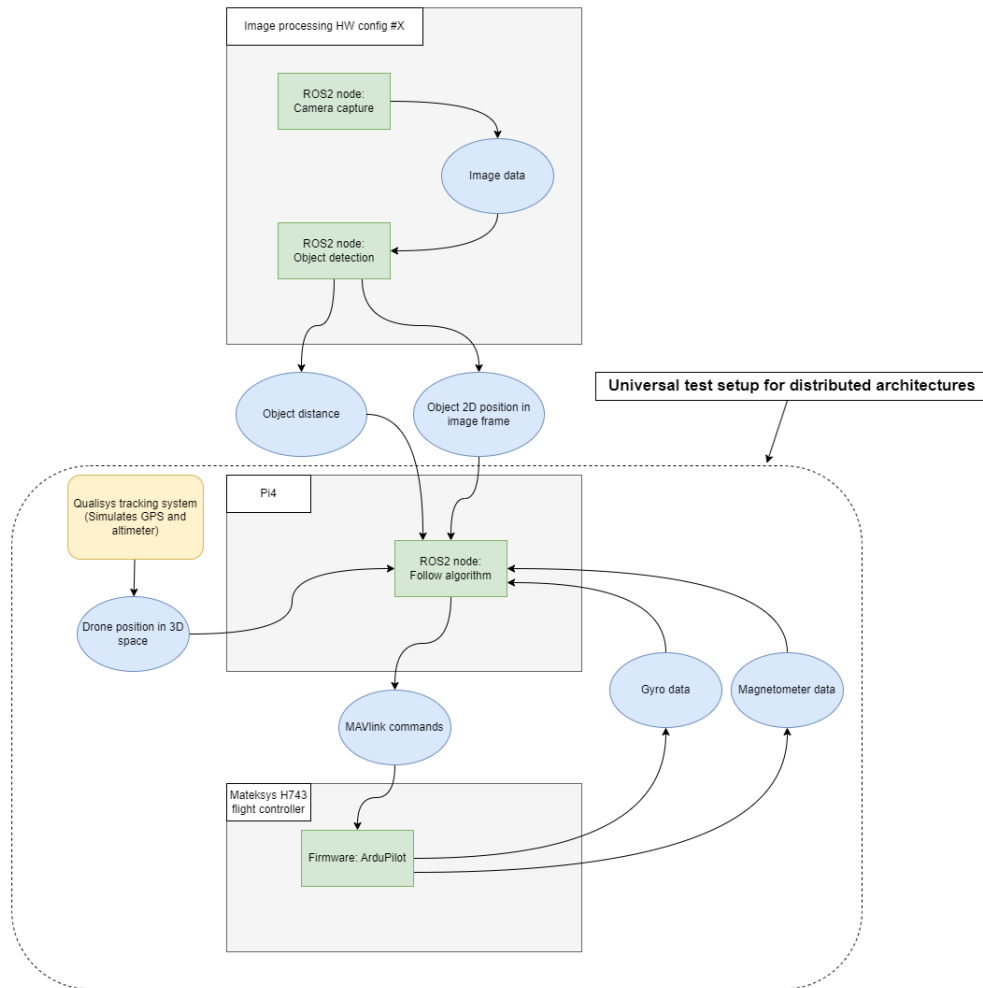 Image processing HW config #X
ROS2 node:
Camera capture
Image data
ROS2 node:
Object detection
Object distance
Object 2D position in
image frame
Universal test setup for distributed architectures
Qualisys tracking system
(Simulates GPS and
altimeter)
Pi4
ROS2 node:
Follow algorithm
Drone position in 3D
space
Gyro data
Magnetometer data
MAVlink commands
Mateksys H743
flight controller
Firmware: ArduPilot